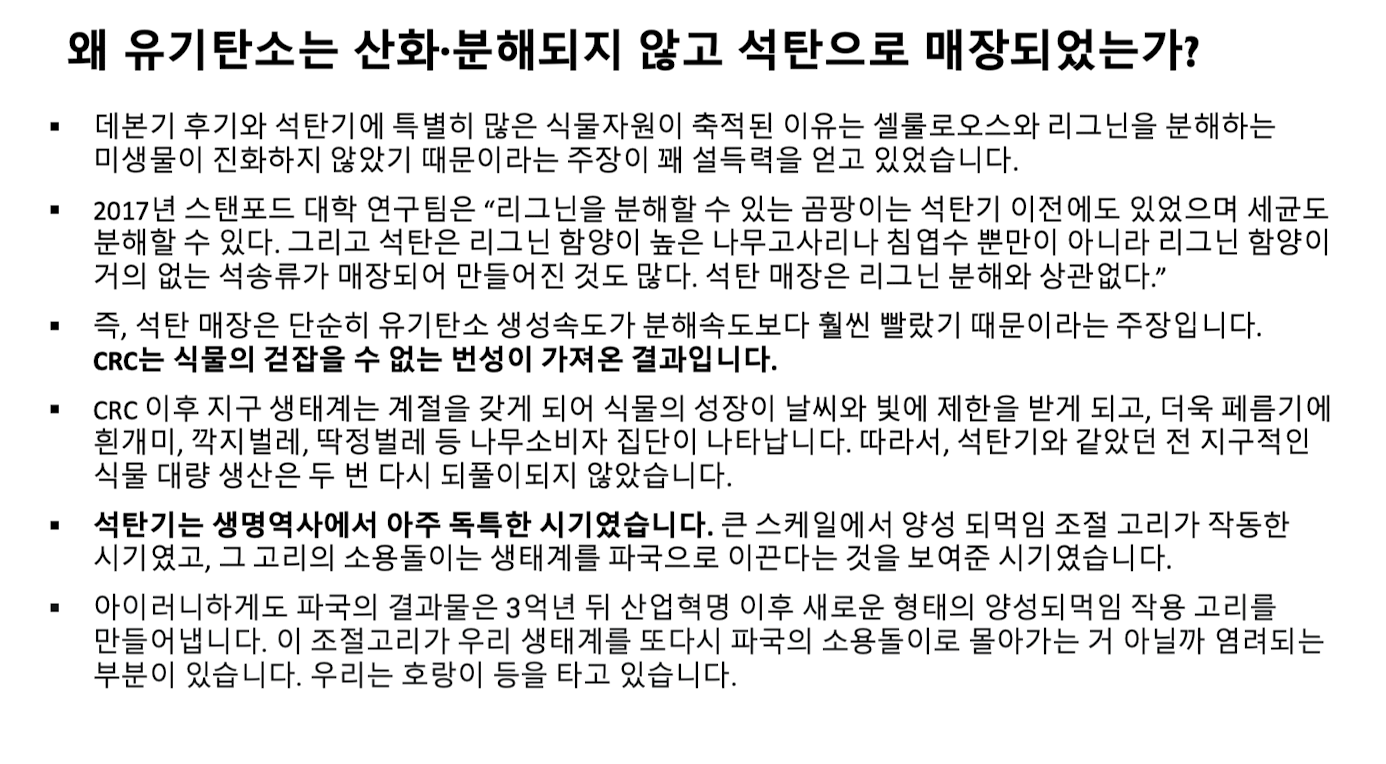 왜 유기탄소는 산화·분해되지 않고 석탄으로 매장되었는가?
▪ 데본기 후기와 석탄기에 특별히 많은 식물자원이 축적된 이유는 셀룰로오스와 리그닌을 분해하는
미생물이 진화하지 않았기 때문이라는 주장이 꽤 설득력을 얻고 있었습니다.
▪ 2017년 스탠포드 대학 연구팀은 “리그닌을 분해할 수 있는 곰팡이는 석탄기 이전에도 있었으며 세균도
분해할 수 있다. 그리고 석탄은 리그닌 함양이 높은 나무고사리나 침엽수 뿐만이 아니라 리그닌 함양이
거의 없는 석송류가 매장되어 만들어진 것도 많다. 석탄 매장은 리그닌 분해와 상관없다.”
▪ 즉, 석탄 매장은 단순히 유기탄소 생성속도가 분해속도보다 훨씬 빨랐기 때문이라는 주장입니다.
CRC는 식물의 걷잡을 수 없는 번성이 가져온 결과입니다.
▪ CRC 이후 지구 생태계는 계절을 갖게 되어 식물의 성장이 날씨와 빛에 제한을 받게 되고, 더욱 페름기에
흰개미, 깍지벌레, 딱정벌레 등 나무소비자 집단이 나타납니다. 따라서, 석탄기와 같았던 전 지구적인
식물 대량 생산은 두 번 다시 되풀이되지 않았습니다.
▪ 석탄기는 생명역사에서 아주 독특한 시기였습니다. 큰 스케일에서 양성 되먹임 조절 고리가 작동한
시기였고, 그 고리의 소용돌이는 생태계를 파국으로 이끈다는 것을 보여준 시기였습니다.
▪ 아이러니하게도 파국의 결과물은 3억년 뒤 산업혁명 이후 새로운 형태의 양성되먹임 작용 고리를
만들어냅니다. 이 조절고리가 우리 생태계를 또다시 파국의 소용돌이로 몰아가는 거 아닐까 염려되는
부분이 있습니다. 우리는 호랑이 등을 타고 있습니다.